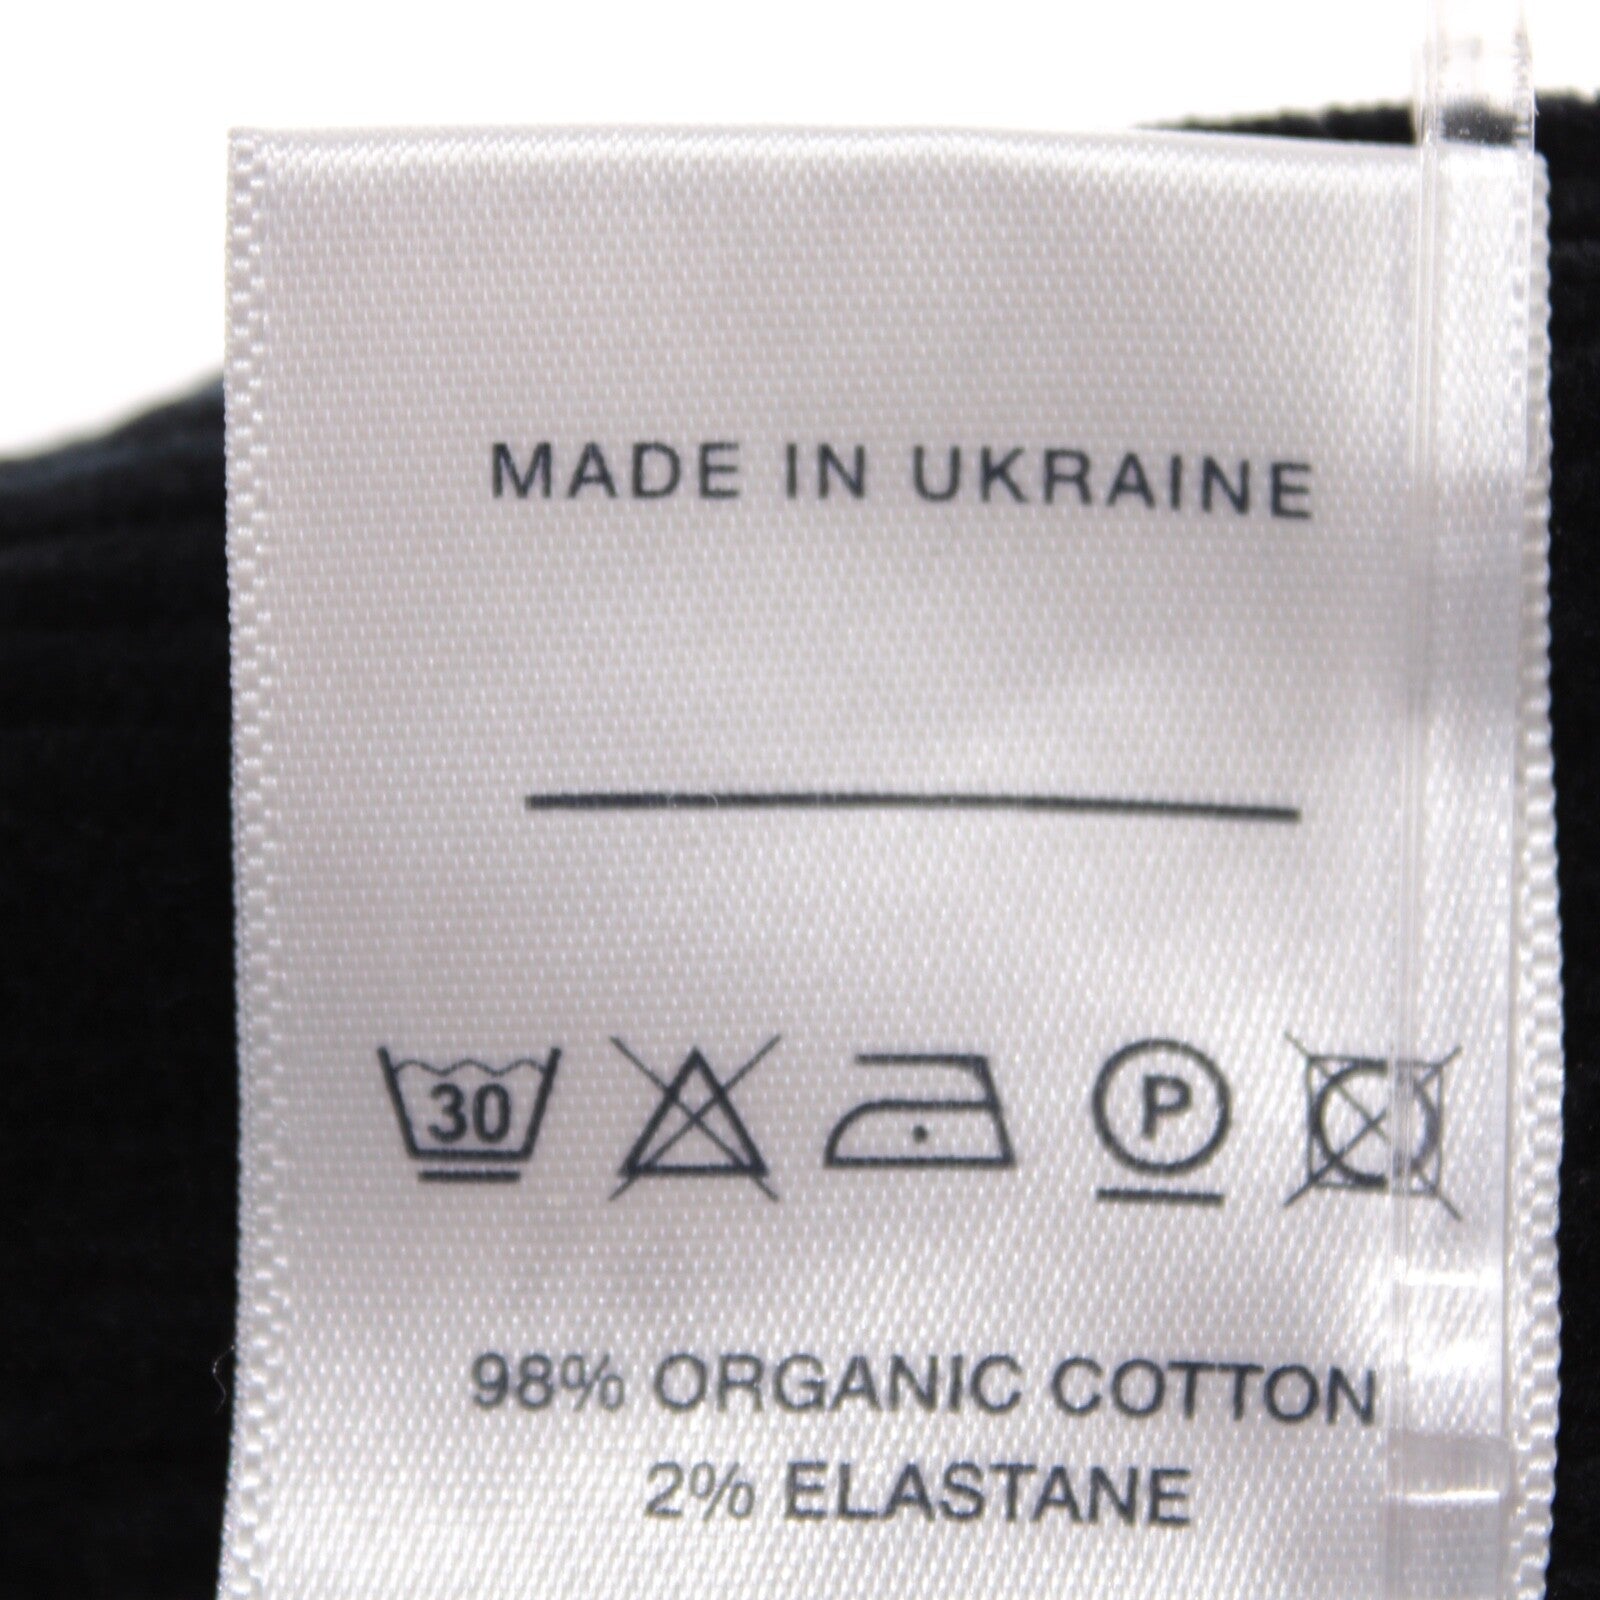 MADE IN UKRAINE
30 P
98% ORGANIC COTTON
2% ELASTANE